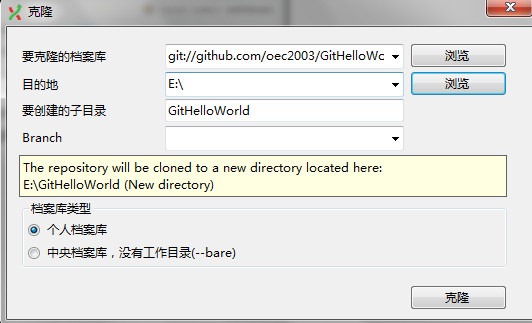 克隆
要克隆的档案库
git://github.com/oec2003/GitHelloWo
浏览
目的地
E:\
浏览
要创建的子目录
GitHelloWorld
Branch
The repository will be cloned to a new directory located here:
E:\GitHelloWorld (New directory)
档案库类型
个人档案库
中央档案库，没有工作目录(--bare)
克隆